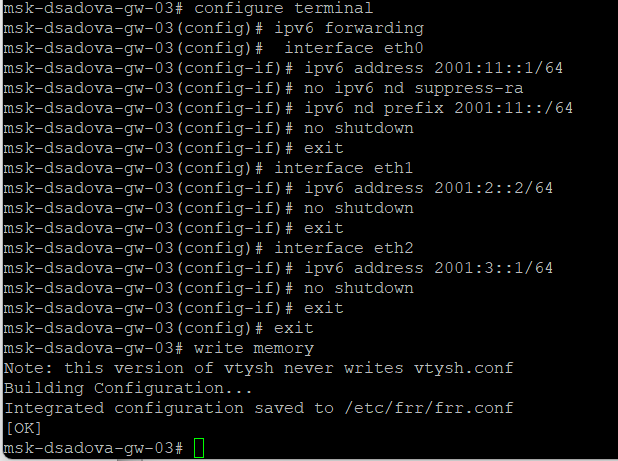 msk-dsadova-gw-03# configure terminal
msk-dsadova-gw-03(config)# ipv6 forwarding
msk-dsadova-gw-03(config)#  interface eth0
msk-dsadova-gw-03(config-if)# ipv6 address 2001:11::1/64
msk-dsadova-gw-03(config-if)# no ipv6 nd suppress-ra
msk-dsadova-gw-03(config-if)# ipv6 nd prefix 2001:11::/64
msk-dsadova-gw-03(config-if)# no shutdown
msk-dsadova-gw-03(config-if)# exit
msk-dsadova-gw-03(config)# interface eth1
msk-dsadova-gw-03(config-if)# ipv6 address 2001:2::2/64
msk-dsadova-gw-03(config-if)# no shutdown
msk-dsadova-gw-03(config-if)# exit
msk-dsadova-gw-03(config)# interface eth2
msk-dsadova-gw-03(config-if)# ipv6 address 2001:3::1/64
msk-dsadova-gw-03(config-if)# no shutdown
msk-dsadova-gw-03(config-if)# exit
msk-dsadova-gw-03(config)# exit
msk-dsadova-gw-03# write memory
Note: this version of vtysh never writes vtysh.conf
Building Configuration...
Integrated configuration saved to /etc/frr/frr.conf
[OK]
msk-dsadova-gw-03#